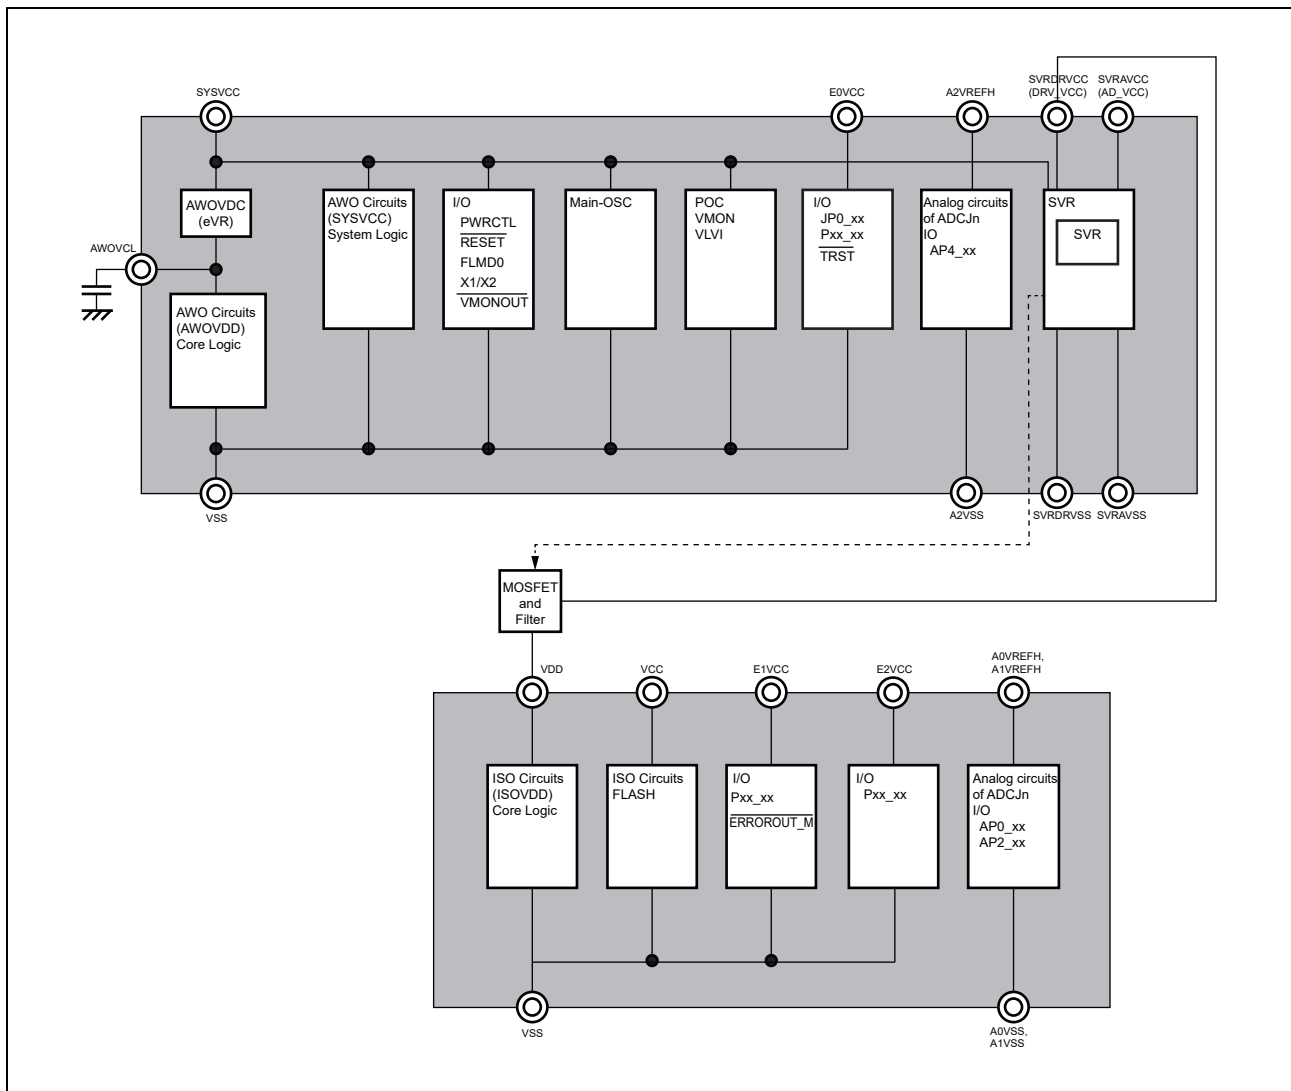 SYSVCC
E0VCC
A2VREFH
SVRDRVCC
(DRV_VCC)
SVRAVCC
(AD_VCC)
AWOVDC
(eVR)
AWO Circuits
(SYSVCC)
System Logic
I/O
PWRCTL
RESET
FLMD0
X1/X2
VMONOUT
Main-OSC
POC
VMON
VLVI
I/O
JP0_xx
Pxx_xx
TRST
Analog circuits
of ADCJn
IO
AP4_xx
SVR
SVR
AWOVCL
AWO Circuits
(AWOVDD)
Core Logic
VSS
A2VSS
SVRDRVSS
SVRAVSS
MOSFET
and
Filter
VDD
VCC
E1VCC
E2VCC
A0VREFH,
A1VREFH
ISO Circuits
(ISOVDD)
Core Logic
ISO Circuits
FLASH
I/O
Pxx_xx
ERROROUT_M
I/O
Pxx_xx
Analog circuits
of ADCJn
I/O
AP0_xx
AP2_xx
VSS
A0VSS,
A1VSS